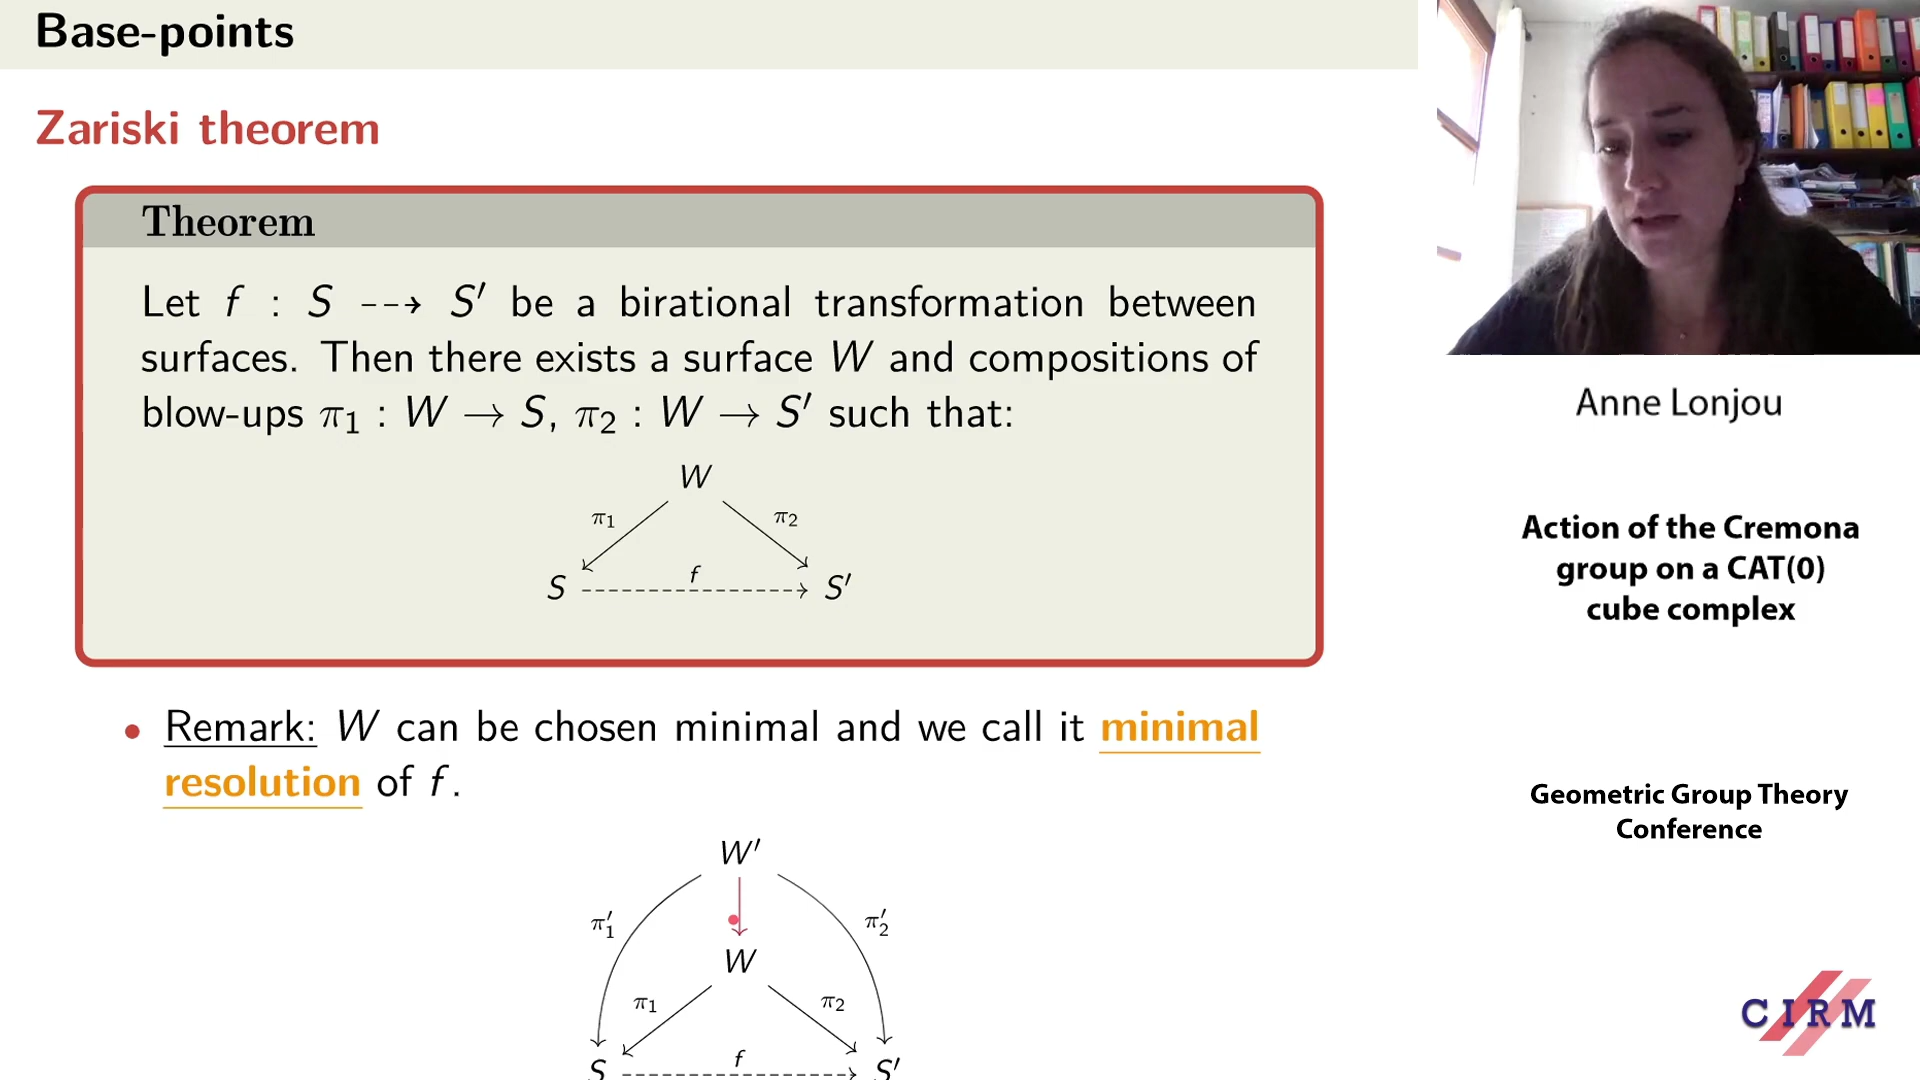 Base-points
Zariski theorem
Theorem
Let f : S ⇢ S′ be a birational transformation between
surfaces. Then there exists a surface W and compositions of
blow-ups π₁ : W → S, π₂ : W → S′ such that:
W
π₁ π₂
f
S S′
• Remark: W can be chosen minimal and we call it minimal
resolution of f.
W′
π′₁ π′₂
W
π₁ π₂
f
S S′
Anne Lonjou
Action of the Cremona
group on a CAT(0)
cube complex
Geometric Group Theory
Conference
CIRM